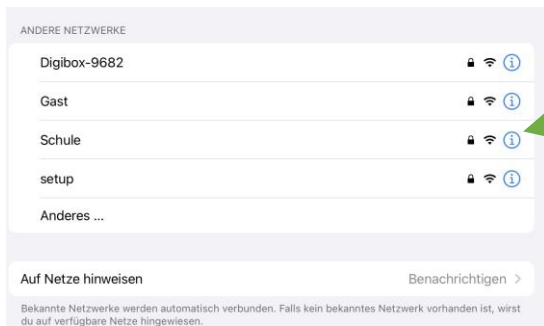 ANDERE NETZWERKE
Digibox-9682
Gast
Schule
setup
Anderes ...
Auf Netze hinweisen Benachrichtigen >
Bekannte Netzwerke werden automatisch verbunden. Falls kein bekanntes Netzwerk vorhanden ist, wirst
du auf verfügbare Netze hingewiesen.